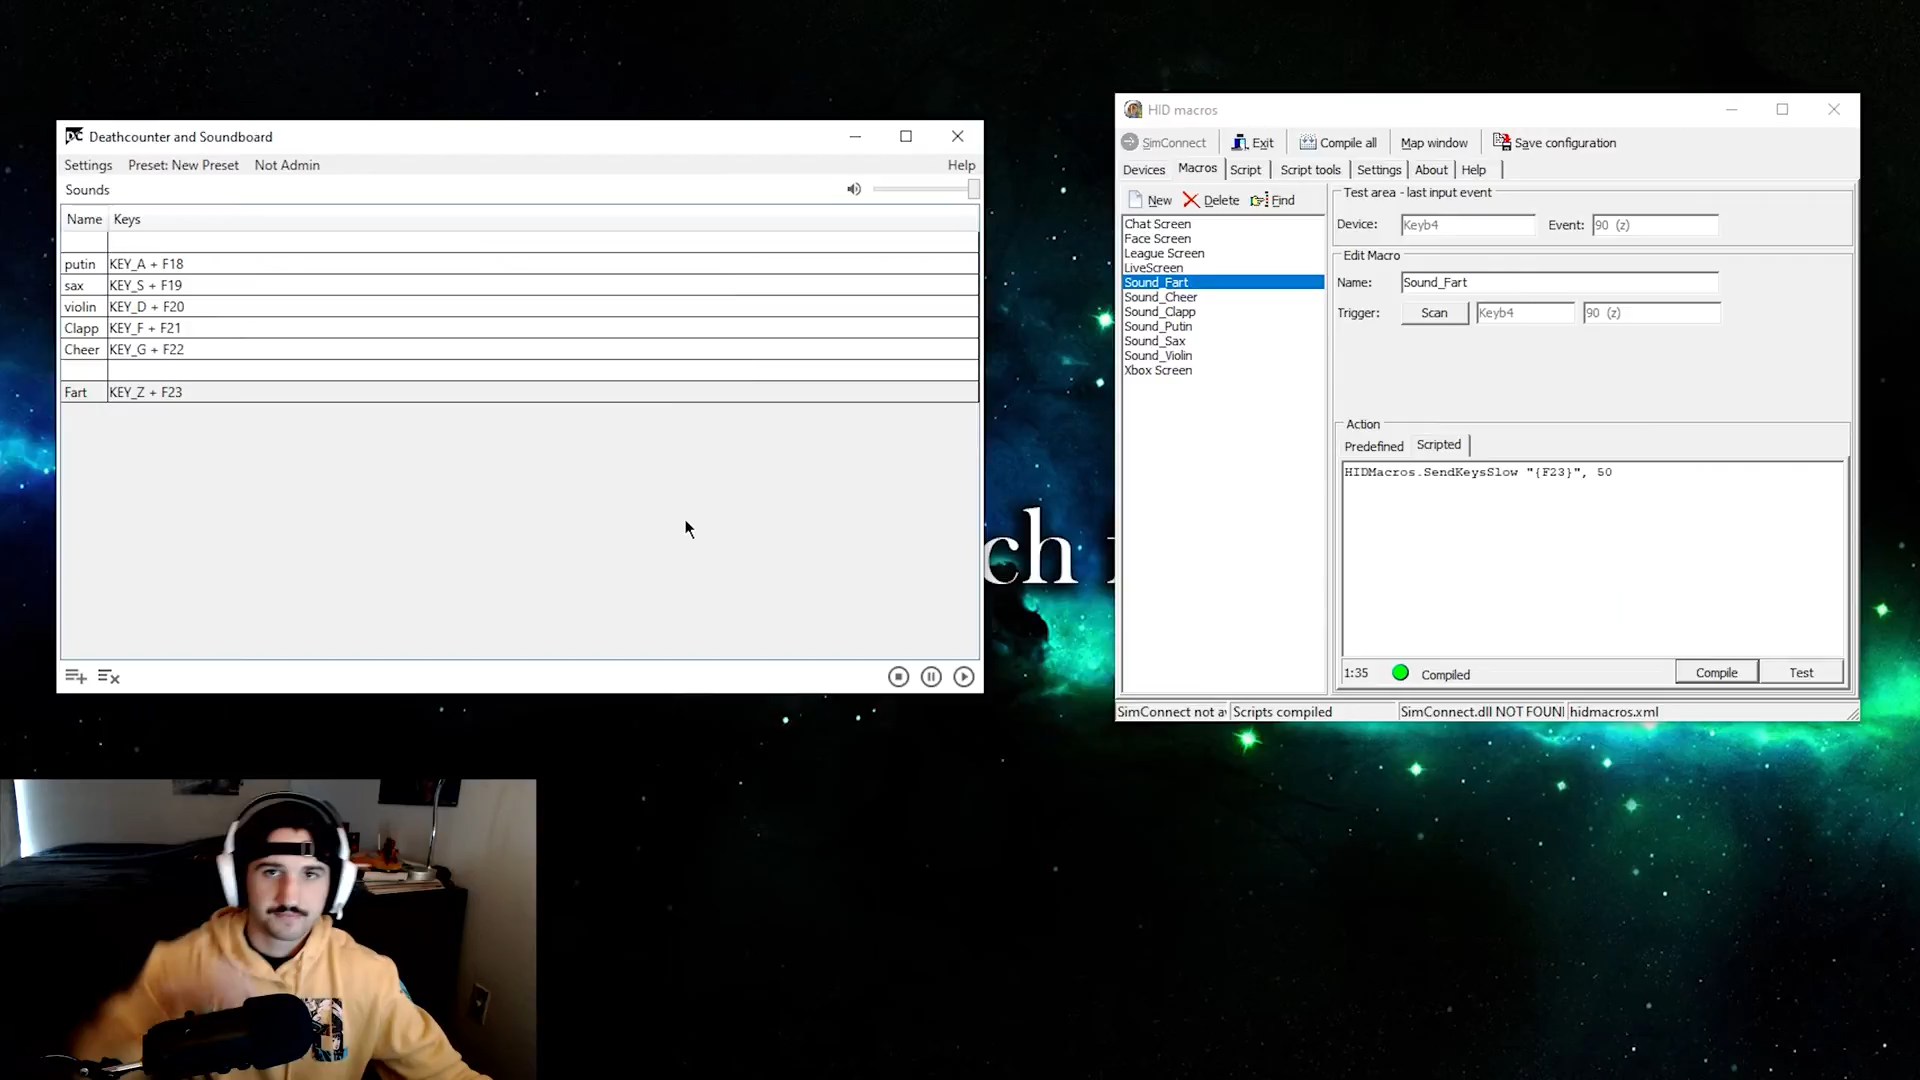 Deathcounter and Soundboard
Settings Preset: New Preset Not Admin Help
Sounds
Name Keys
putin KEY_A + F18
sax KEY_S + F19
violin KEY_D + F20
Clapp KEY_F + F21
Cheer KEY_G + F22
Fart KEY_Z + F23
ch
HID macros
SimConnect Exit Compile all Map window Save configuration
Devices Macros Script Script tools Settings About Help
New Delete Find
Chat Screen
Face Screen
League Screen
LiveScreen
Sound_Fart
Sound_Cheer
Sound_Clapp
Sound_Putin
Sound_Sax
Sound_Violin
Xbox Screen
Test area - last input event
Device: Keyb4 Event: 90 (z)
Edit Macro
Name: Sound_Fart
Trigger: Scan Keyb4 90 (z)
Action
Predefined Scripted
HIDMacros.SendKeysSlow "{F23}", 50
1:35 Compiled Compile Test
SimConnect not av Scripts compiled SimConnect.dll NOT FOUN hidmacros.xml